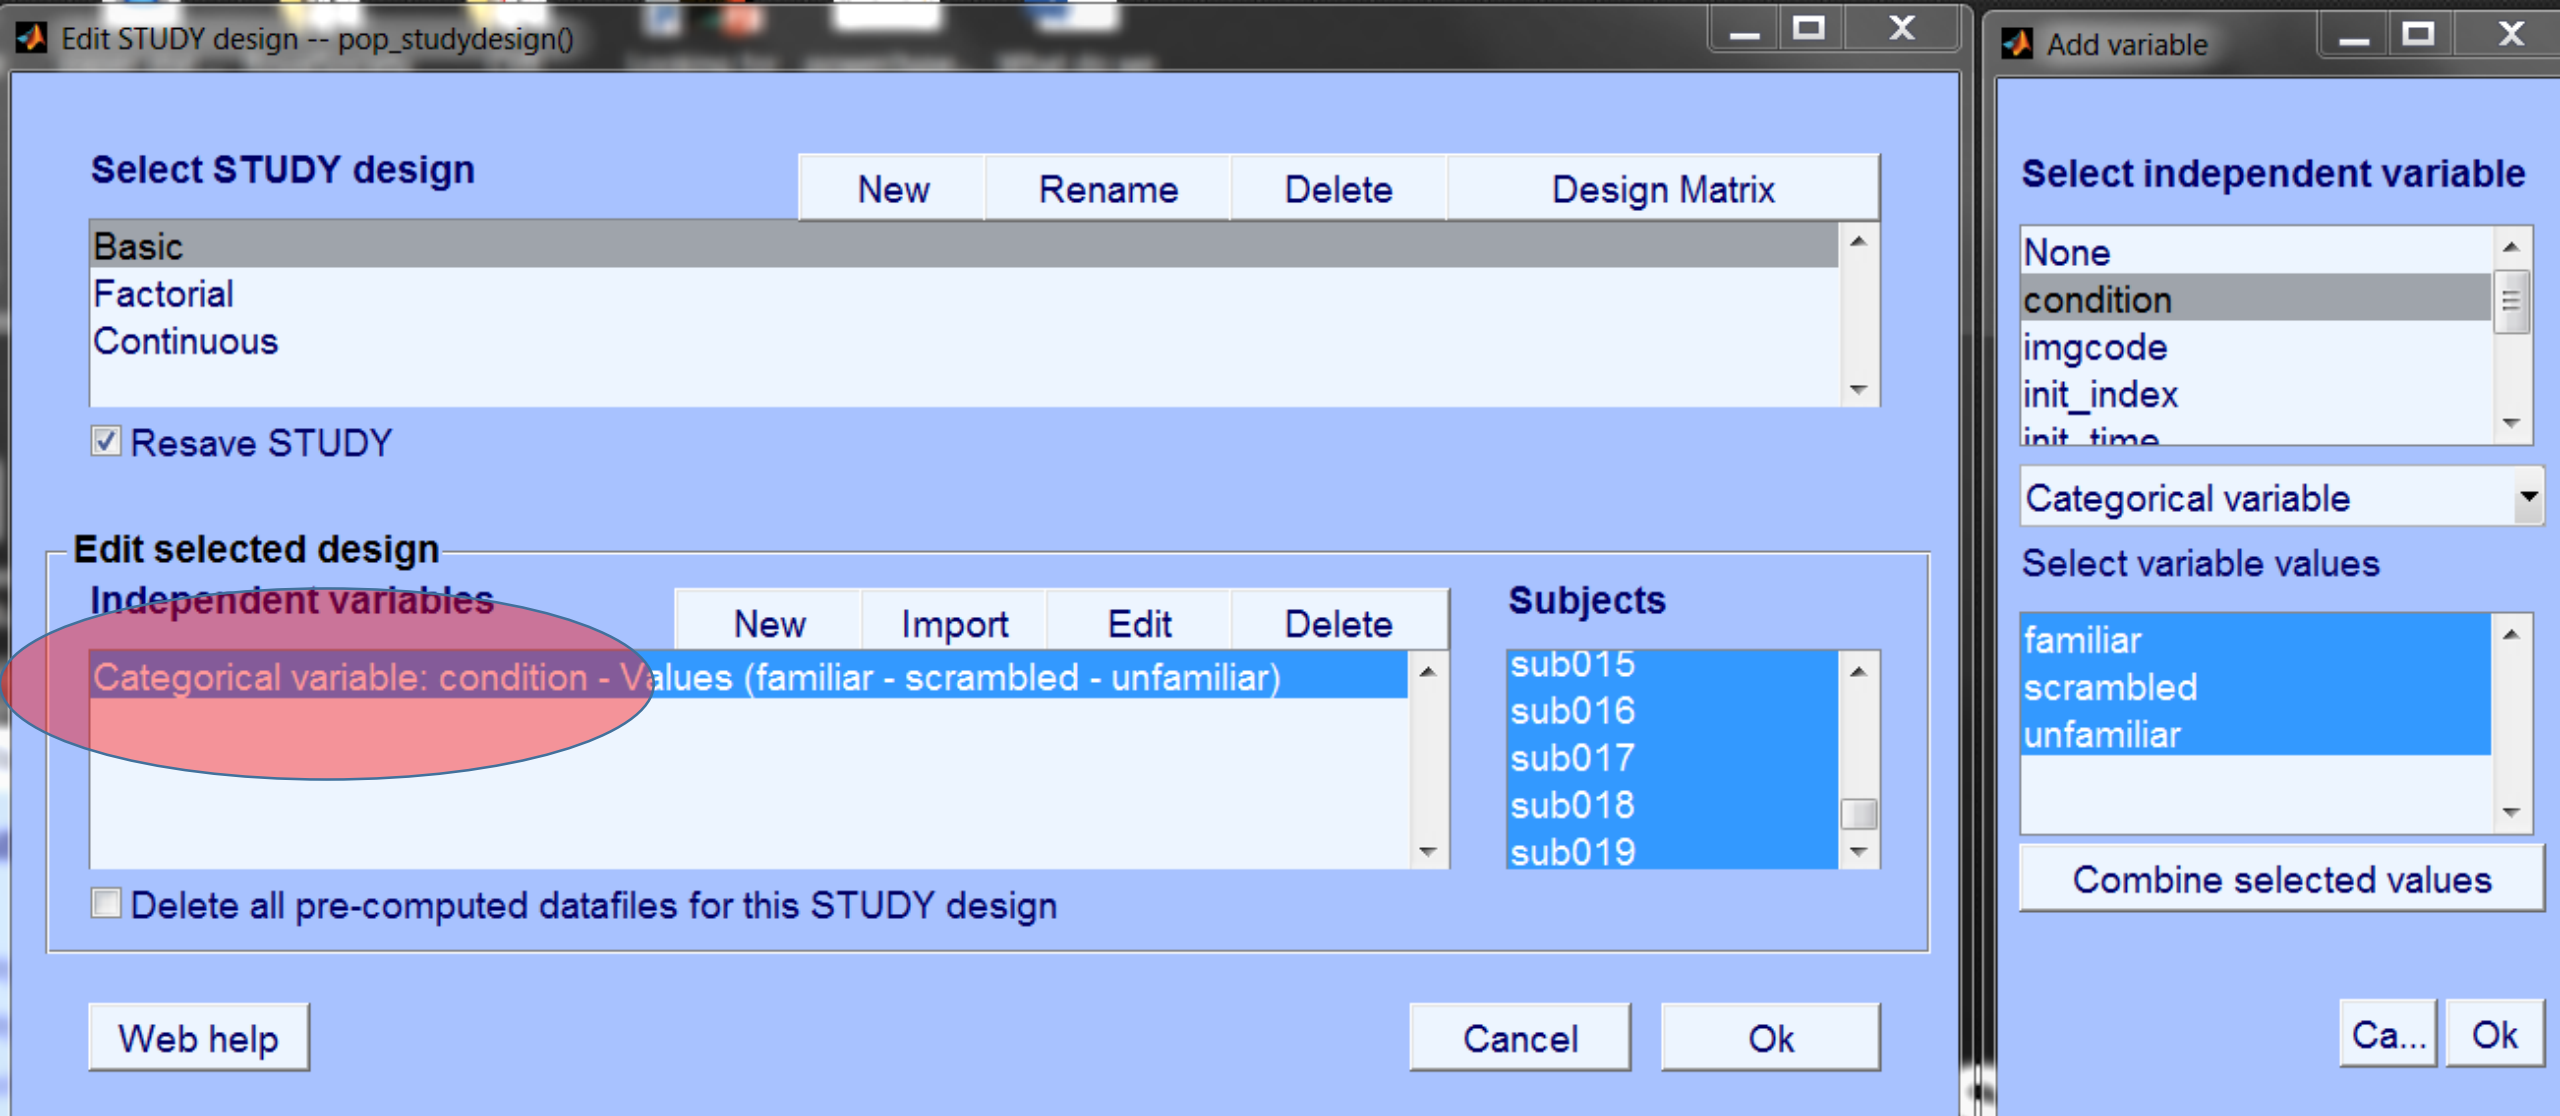 Edit STUDY design -- pop_studydesign()
Select STUDY design
New Rename Delete Design Matrix
Basic
Factorial
Continuous
Resave STUDY
Edit selected design
Independent variables
New Import Edit Delete
Categorical variable: condition - Values (familiar - scrambled - unfamiliar)
Subjects
sub015
sub016
sub017
sub018
sub019
Delete all pre-computed datafiles for this STUDY design
Web help
Cancel
Ok
Add variable
Select independent variable
None
condition
imgcode
init_index
init_time
Categorical variable
Select variable values
familiar
scrambled
unfamiliar
Combine selected values
Ca...
Ok